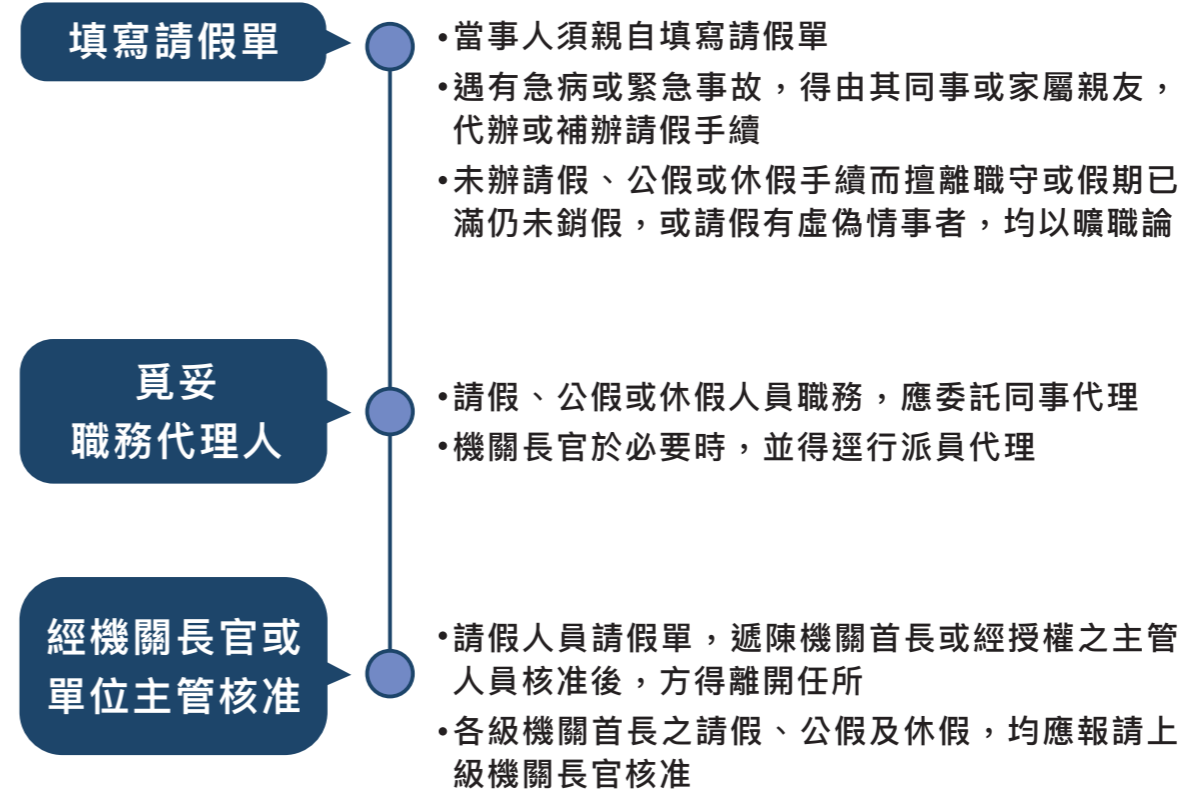 填寫請假單
•當事人須親自填寫請假單
•遇有急病或緊急事故，得由其同事或家屬親友，
代辦或補辦請假手續
•未辦請假、公假或休假手續而擅離職守或假期已
滿仍未銷假，或請假有虛偽情事者，均以曠職論
覓妥
職務代理人
•請假、公假或休假人員職務，應委託同事代理
•機關長官於必要時，並得逕行派員代理
經機關長官或
單位主管核准
•請假人員請假單，遞陳機關首長或經授權之主管
人員核准後，方得離開任所
•各級機關首長之請假、公假及休假，均應報請上
級機關長官核准